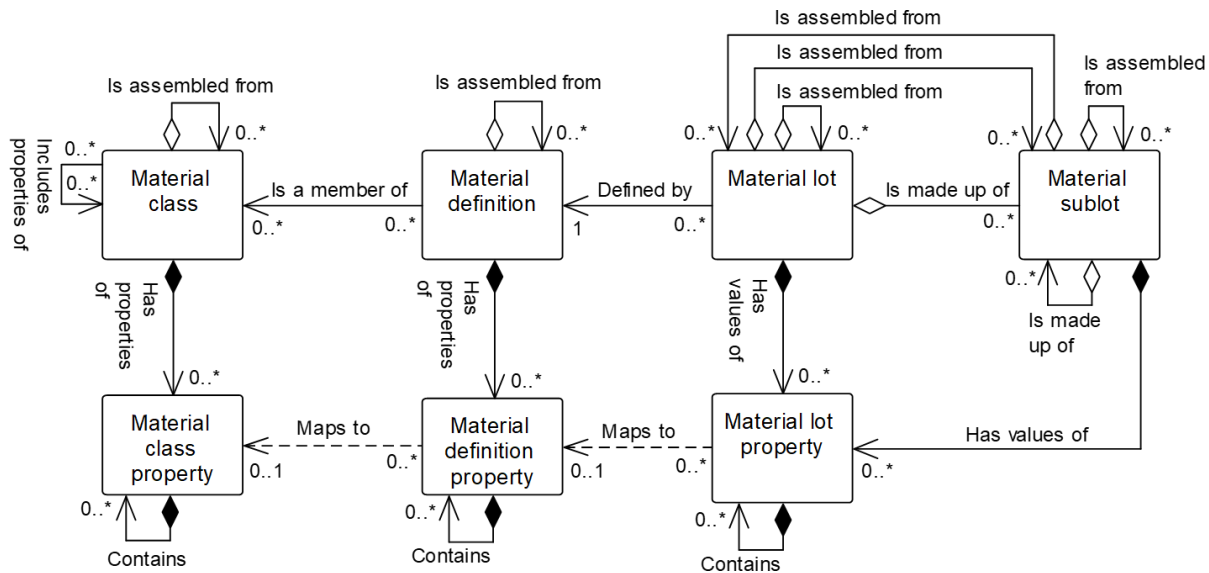 Is assembled from
Is assembled from
Is assembled from
Is assembled from
Is assembled from
Is assembled
from
0..*
0..*
0..*
0..*
0..*
0..*
0..*
0..*
Includes
properties of
Material
class
Is a member of
0..*
0..*
Material
definition
Defined by
1
0..*
Material lot
Is made up of
0..*
Material
sublot
Has
properties
of
Has
properties
of
Has
values of
0..*
Is made
up of
0..*
0..*
0..*
Material
class
property
Maps to
0..1
0..*
Material
definition
property
Maps to
0..1
0..*
Material lot
property
Has values of
0..*
0..*
Contains
0..*
Contains
0..*
Contains